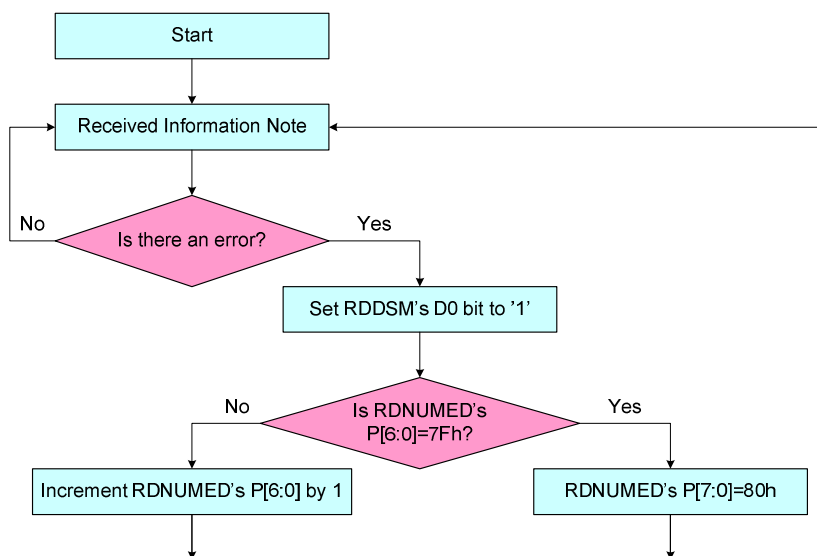 Start
Received Information Note
Is there an error?
No
Yes
Set RDDSM's D0 bit to '1'
Is RDNUMED's
P[6:0]=7Fh?
No
Yes
Increment RDNUMED's P[6:0] by 1
RDNUMED's P[7:0]=80h